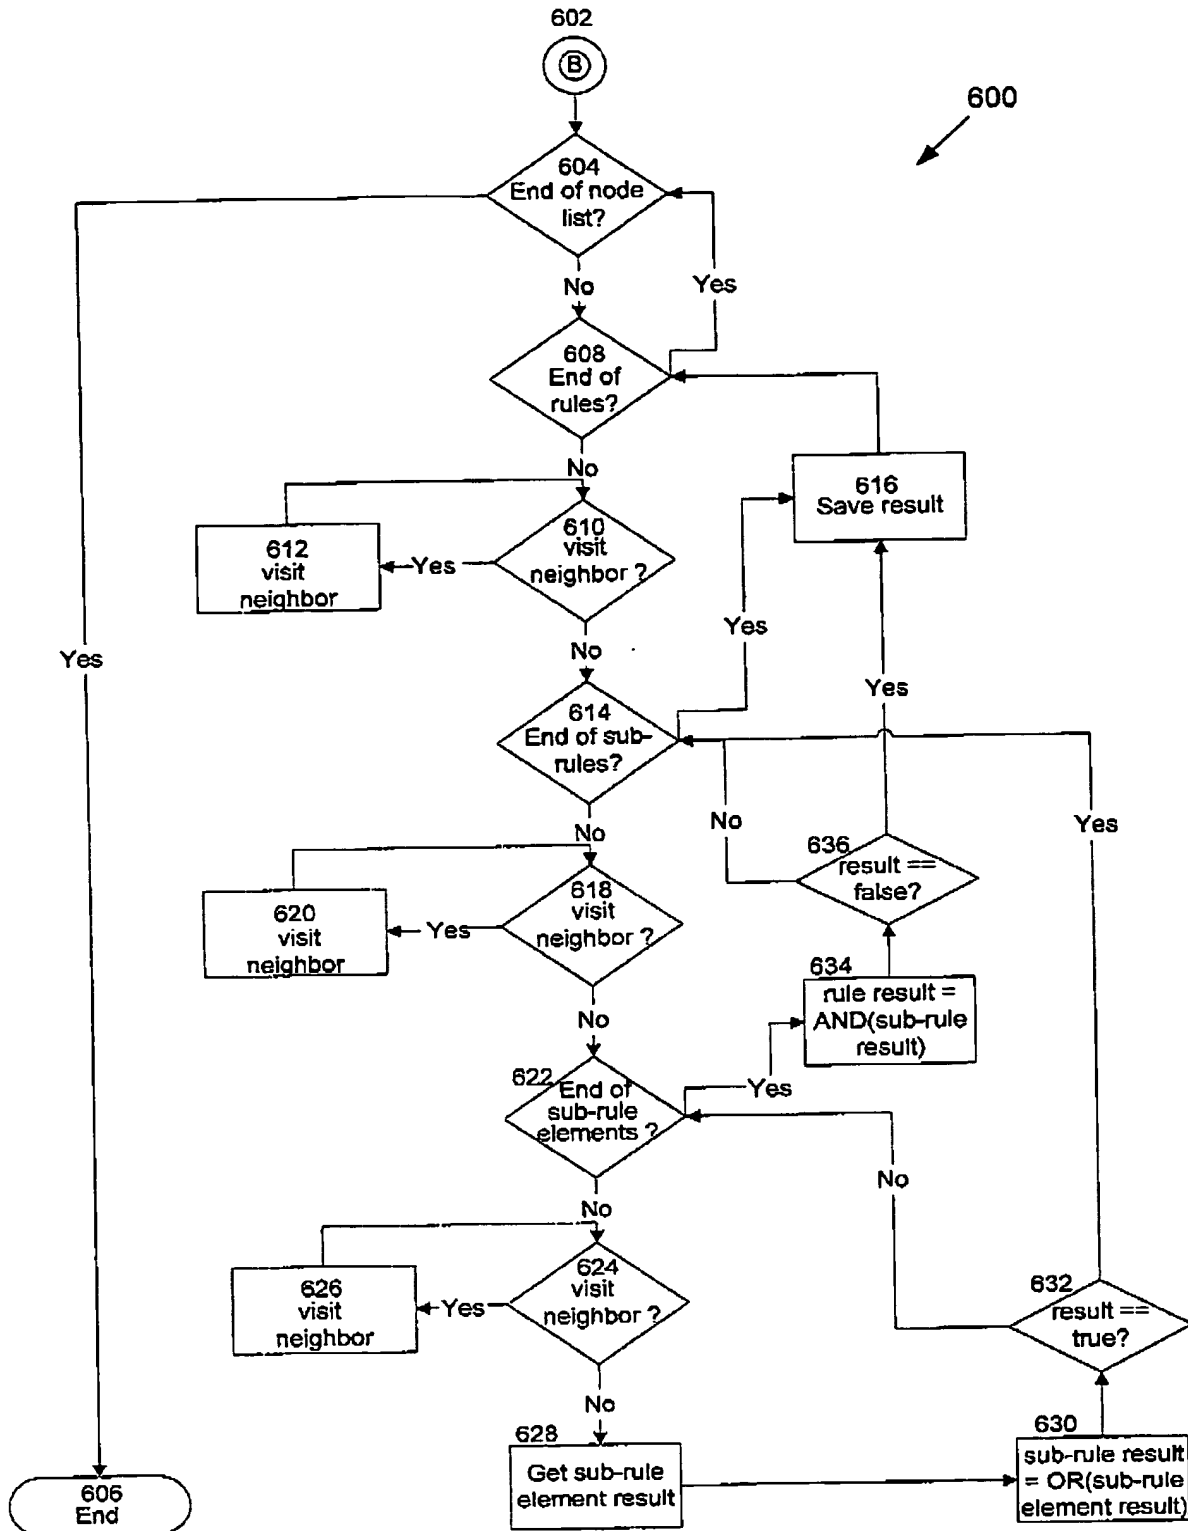 602
B
600
604
End of node
list?
No
Yes
608
End of
rules?
No
616
Save result
610
visit
neighbor ?
Yes
612
visit
neighbor
Yes
No
Yes
Yes
614
End of sub-
rules?
No
No
Yes
636
result ==
false?
618
visit
neighbor ?
Yes
620
visit
neighbor
634
rule result =
AND(sub-rule
result)
No
622
End of
sub-rule
elements ?
Yes
No
No
624
visit
neighbor ?
Yes
626
visit
neighbor
632
result ==
true?
No
628
Get sub-rule
element result
630
sub-rule result
= OR(sub-rule
element result)
606
End